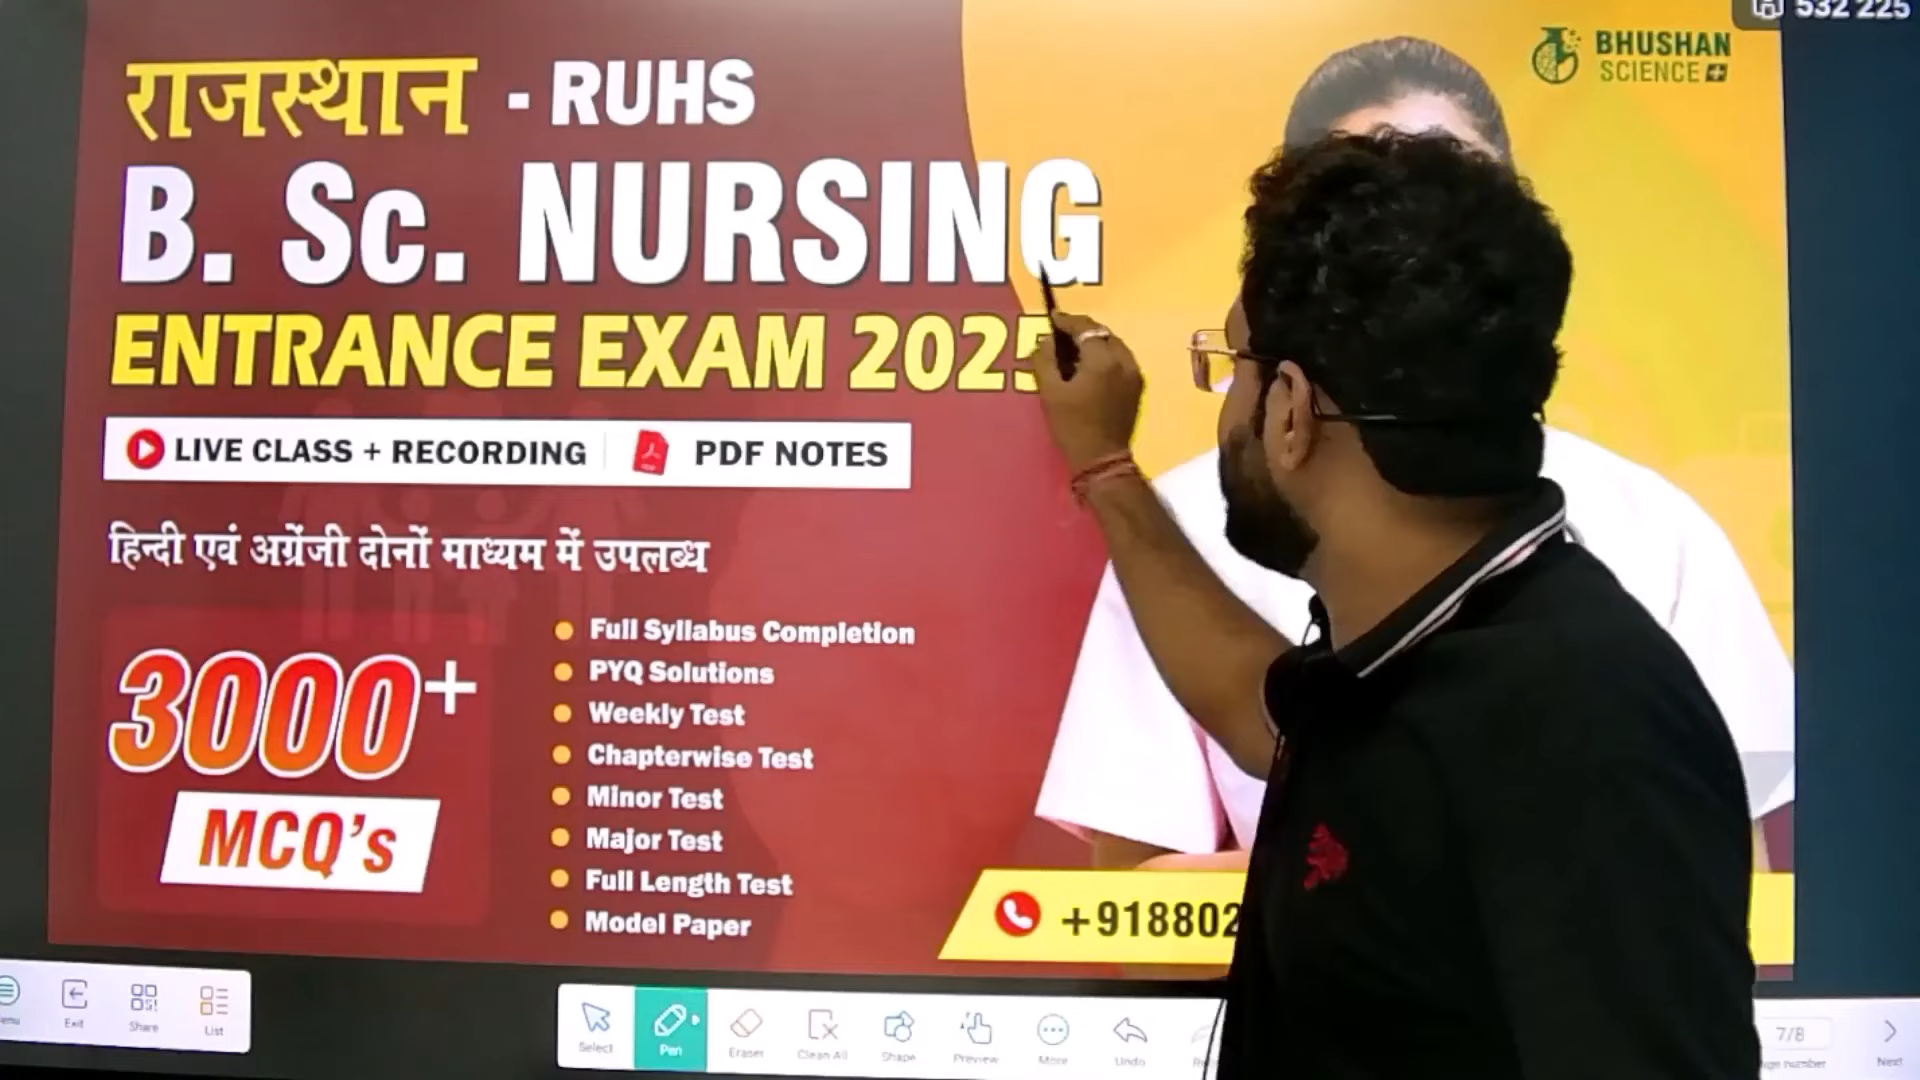 532 225
BHUSHAN
SCIENCE
राजस्थान - RUHS
B. Sc. NURSING
ENTRANCE EXAM 2025
LIVE CLASS + RECORDING PDF NOTES
हिन्दी एवं अग्रेंजी दोनों माध्यम में उपलब्ध
3000+
MCQ's
Full Syllabus Completion
PYQ Solutions
Weekly Test
Chapterwise Test
Minor Test
Major Test
Full Length Test
Model Paper
+918802
Exit Share List
Select Pen Eraser Clean All Shape Preview More Undo
7/8
number Next